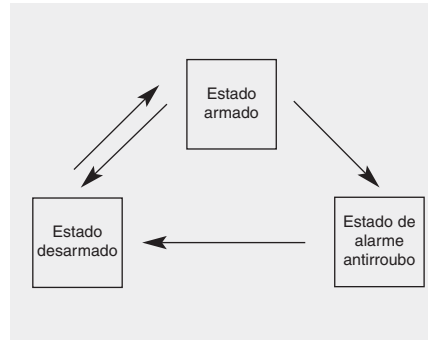 Estado
armado
Estado
desarmado
Estado de
alarme
antirroubo